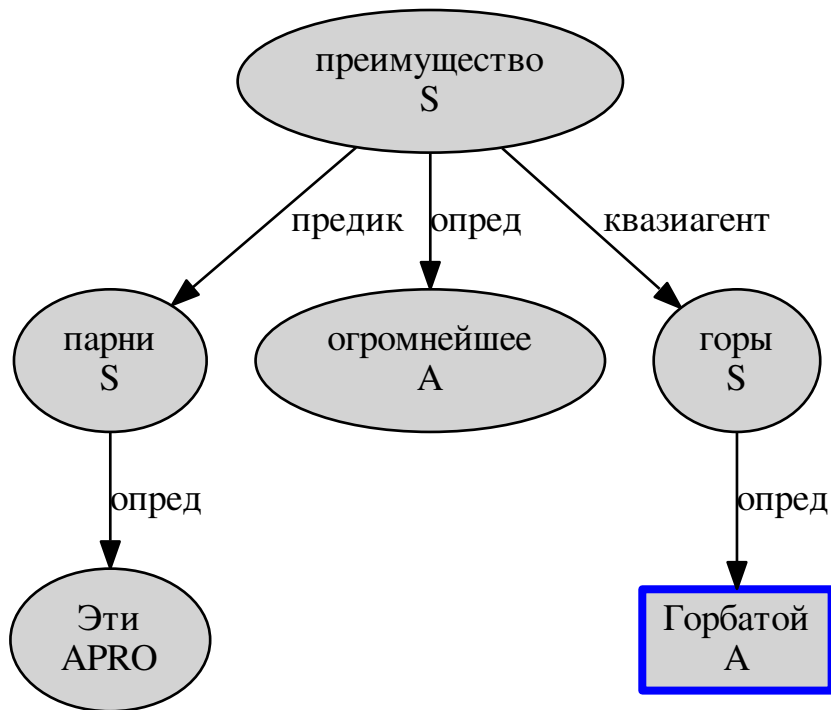 преимущество
S
предик
опред
квазиагент
парни
S
огромнейшее
A
горы
S
опред
опред
Эти
APRO
Горбатой
A